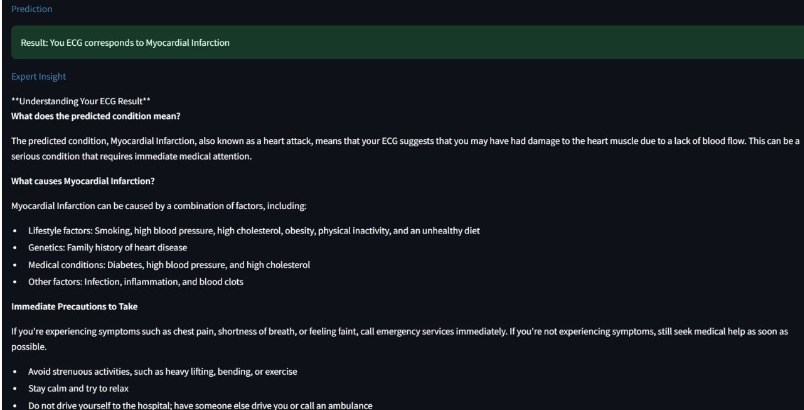 Prediction
Result: You ECG corresponds to Myocardial Infarction
Expert Insight
**Understanding Your ECG Result**
What does the predicted condition mean?
The predicted condition, Myocardial Infarction, also known as a heart attack, means that your ECG suggests that you may have had damage to the heart muscle due to a lack of blood flow. This can be a
serious condition that requires immediate medical attention.
What causes Myocardial Infarction?
Myocardial Infarction can be caused by a combination of factors, including:
• Lifestyle factors: Smoking, high blood pressure, high cholesterol, obesity, physical inactivity, and an unhealthy diet
• Genetics: Family history of heart disease
• Medical conditions: Diabetes, high blood pressure, and high cholesterol
• Other factors: Infection, inflammation, and blood clots
Immediate Precautions to Take
If you're experiencing symptoms such as chest pain, shortness of breath, or feeling faint, call emergency services immediately. If you're not experiencing symptoms, still seek medical help as soon as
possible.
• Avoid strenuous activities, such as heavy lifting, bending, or exercise
• Stay calm and try to relax
• Do not drive yourself to the hospital; have someone else drive you or call an ambulance